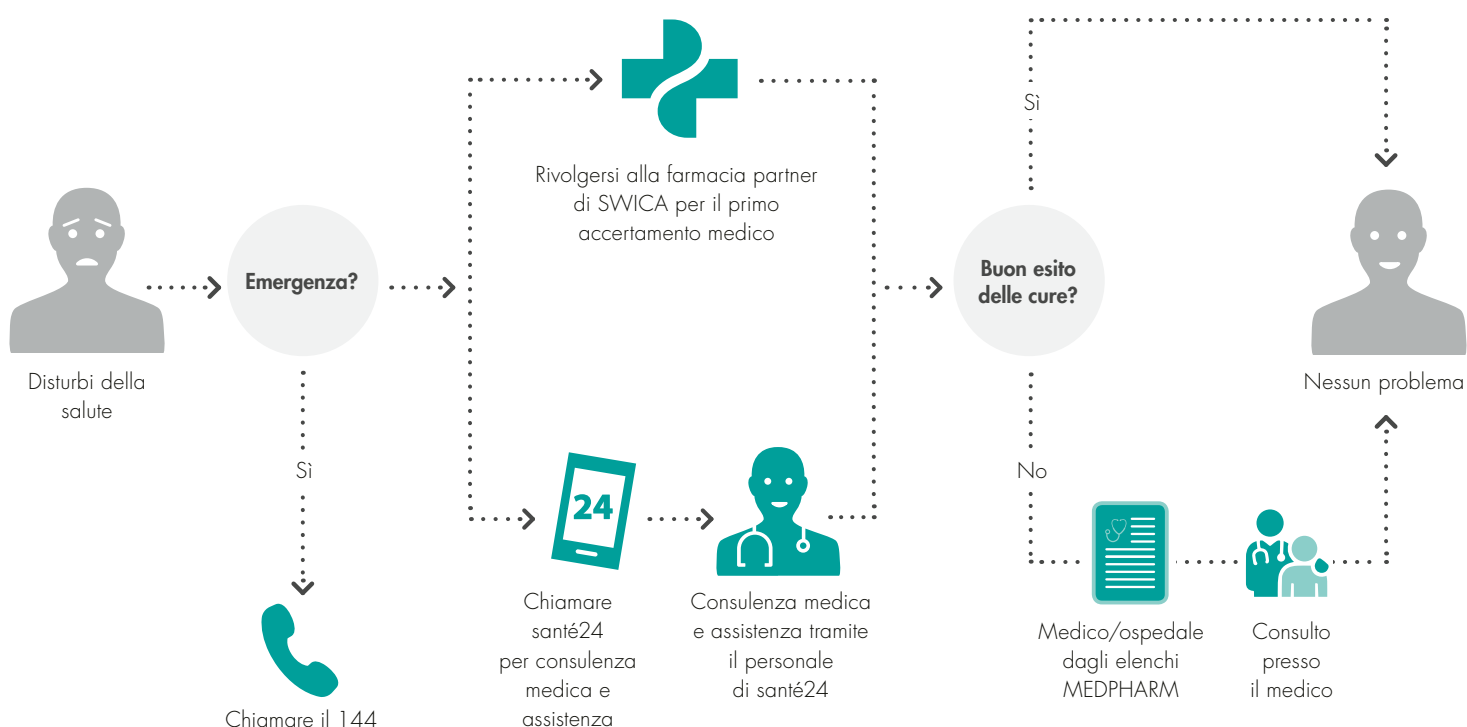 Disturbi della
salute
Emergenza?
Sì
Chiamare il 144
Rivolgersi alla farmacia partner
di SWICA per il primo
accertamento medico
24
Chiamare
santé24
per consulenza
medica e
assistenza
Consulenza medica
e assistenza tramite
il personale
di santé24
Buon esito
delle cure?
Sì
No
Medico/ospedale
dagli elenchi
MEDPHARM
Consulto
presso
il medico
Nessun problema